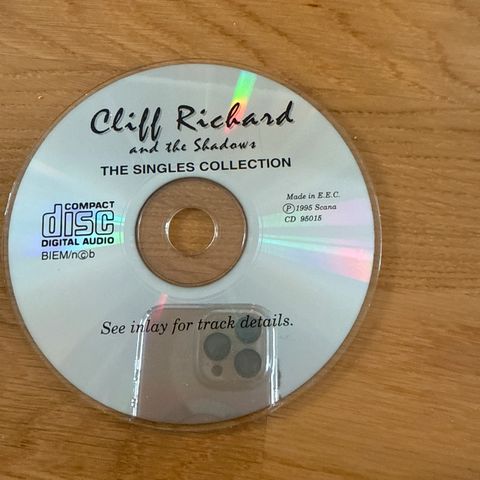 Cliff Richard
and the Shadows
THE SINGLES COLLECTION
COMPACT
disc
DIGITAL AUDIO
BIEM/n©b
Made in E.E.C.
℗ 1995 Scana
CD 95015
See inlay for track details.